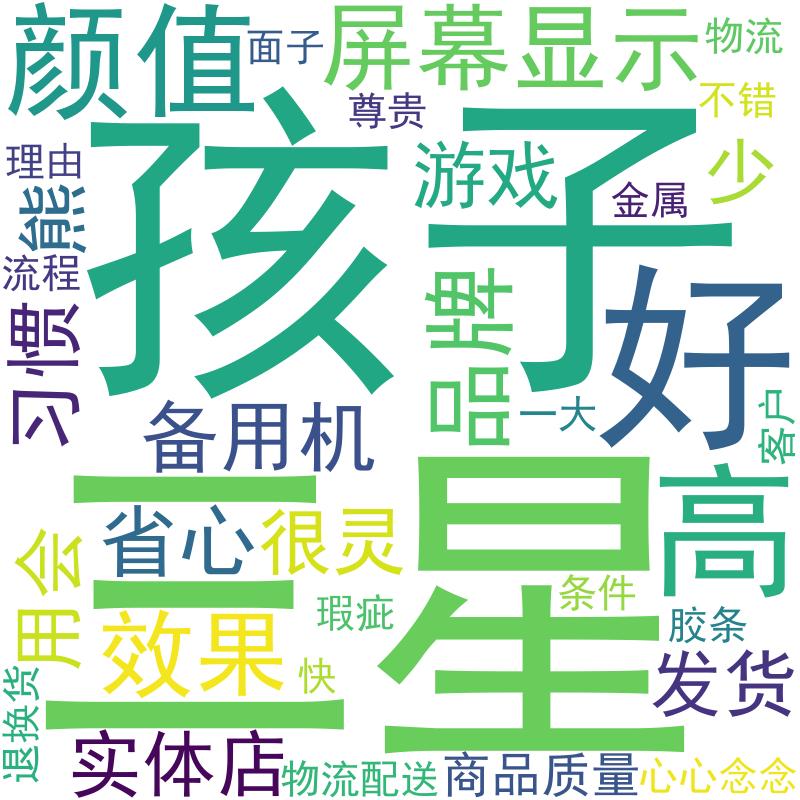 颜值
面子
屏幕显示
物流
尊贵
不错
孩子
理由
游戏
少
熊
金属
流程
好
习惯
品牌
备用机
一大
客户
三星
高
省心
很灵
用会
条件
瑕疵
胶条
效果
快
发货
退换货
实体店
物流配送
商品质量
心心念念